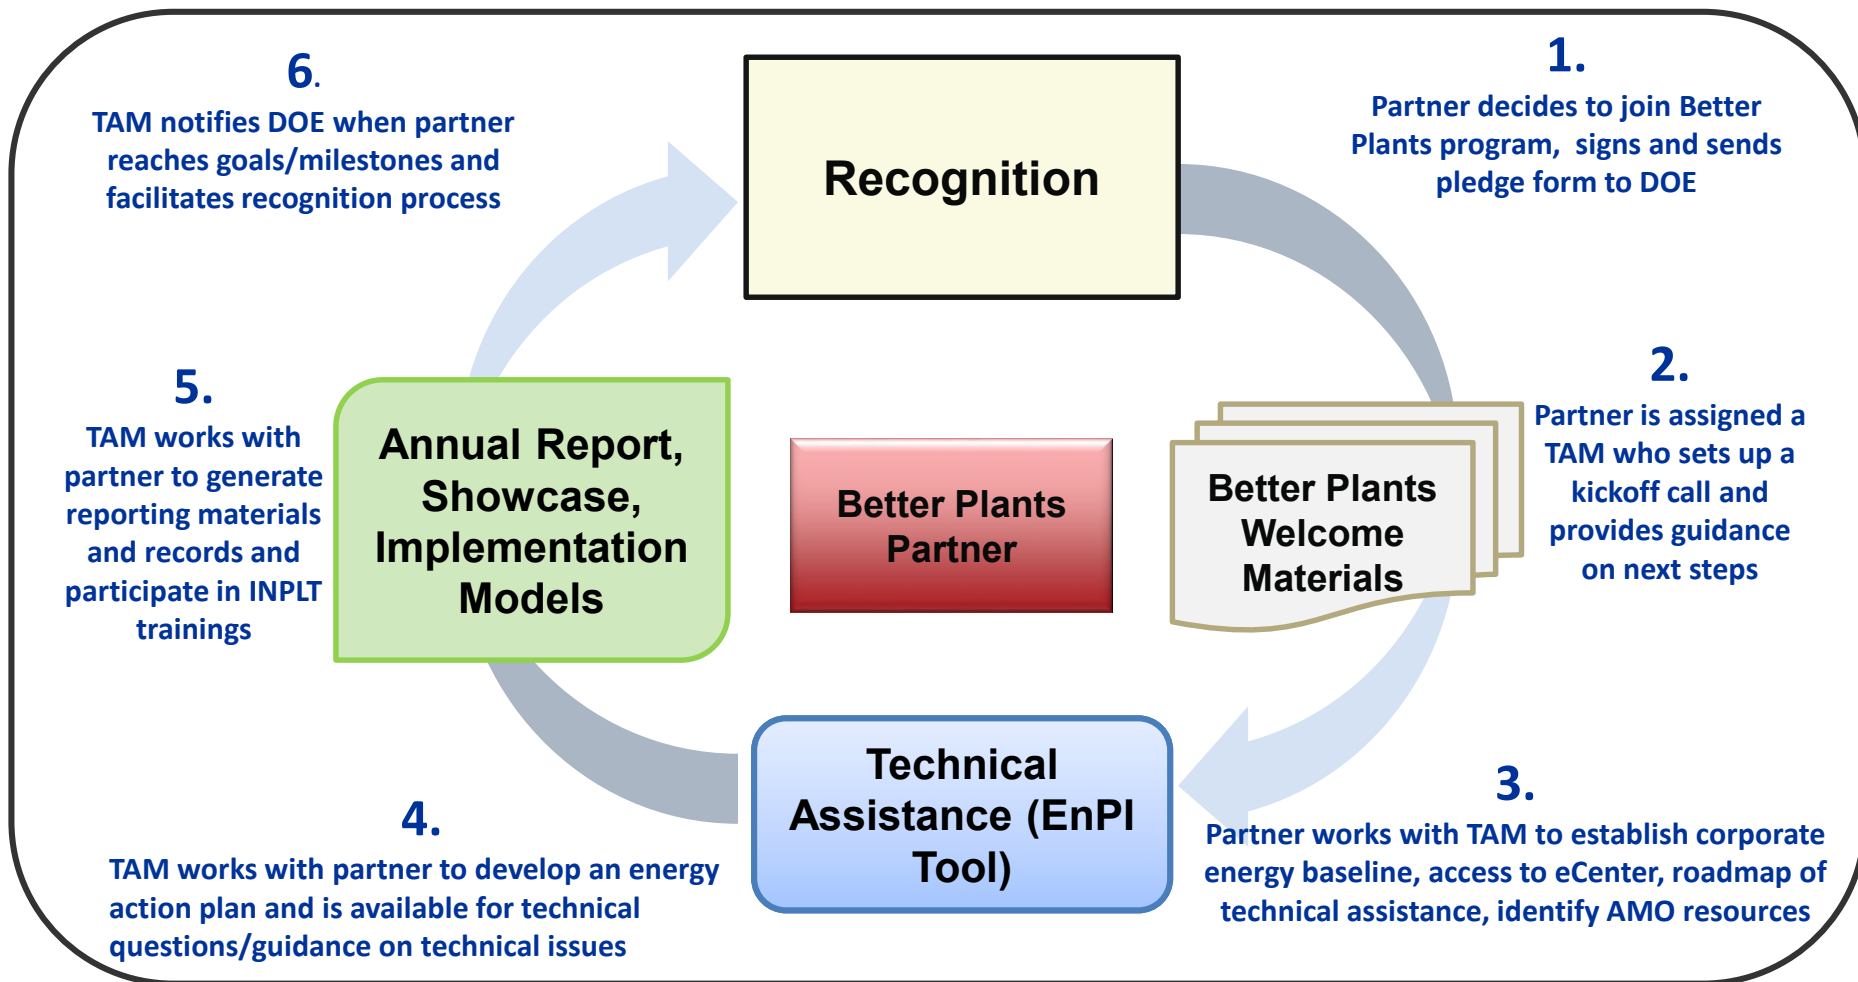 6.
TAM notifies DOE when partner
reaches goals/milestones and
facilitates recognition process
Recognition
1.
Partner decides to join Better
Plants program,  signs and sends
pledge form to DOE
5.
TAM works with
partner to generate
reporting materials
and records and
participate in INPLT
trainings
Annual Report,
Showcase,
Implementation
Models
Better Plants
Partner
Better Plants
Welcome
Materials
2.
Partner is assigned a
TAM who sets up a
kickoff call and
provides guidance
on next steps
4.
TAM works with partner to develop an energy
action plan and is available for technical
questions/guidance on technical issues
Technical
Assistance (EnPI
Tool)
3.
Partner works with TAM to establish corporate
energy baseline, access to eCenter, roadmap of
technical assistance, identify AMO resources